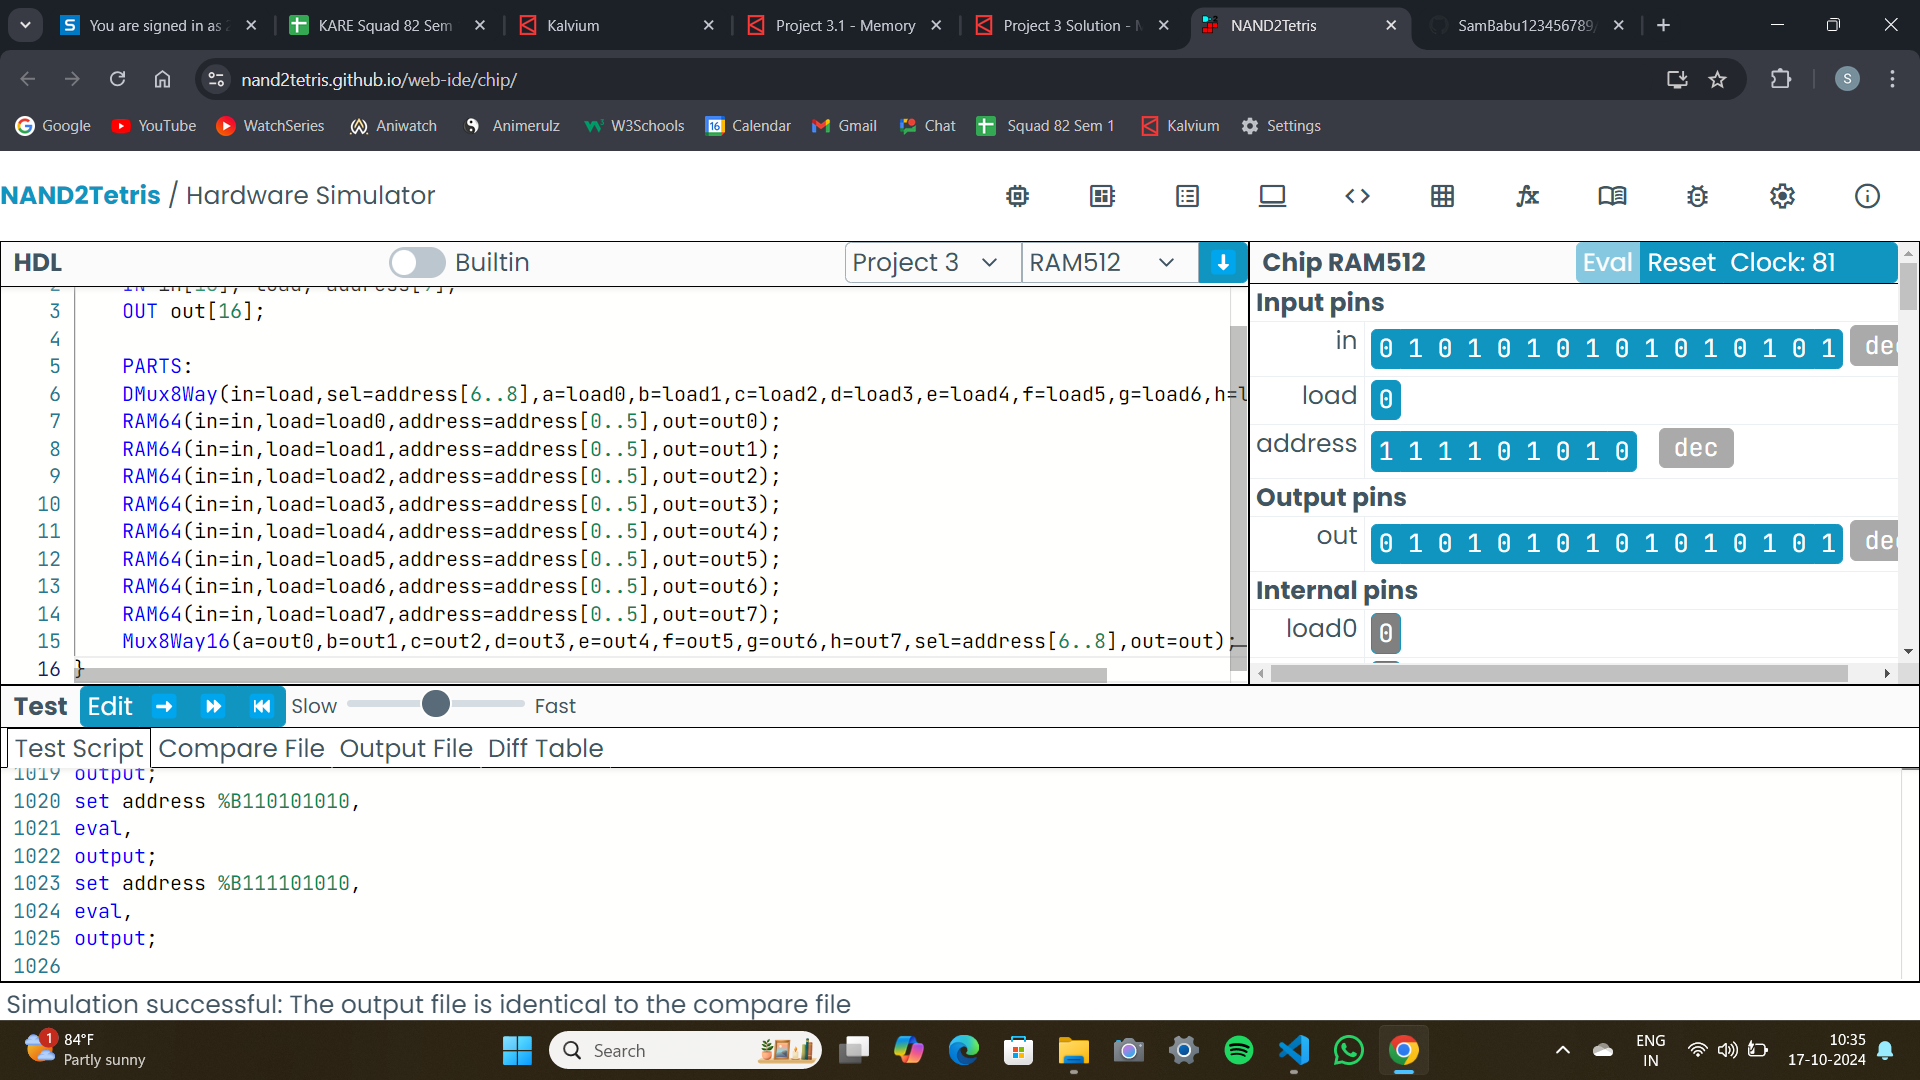 You are signed in as
KARE Squad 82 Sem
Kalvium
Project 3.1 - Memory
Project 3 Solution -
NAND2Tetris
SamBabu123456789/
nand2tetris.github.io/web-ide/chip/
S
Google
YouTube
WatchSeries
Aniwatch
Animerulz
W3Schools
Calendar
Gmail
Chat
Squad 82 Sem 1
Kalvium
Settings
NAND2Tetris / Hardware Simulator
HDL
Builtin
Project 3
RAM512
2 IN in[16], load, address[9];
3 OUT out[16];
4
5 PARTS:
6 DMux8Way(in=load,sel=address[6..8],a=load0,b=load1,c=load2,d=load3,e=load4,f=load5,g=load6,h=l
7 RAM64(in=in,load=load0,address=address[0..5],out=out0);
8 RAM64(in=in,load=load1,address=address[0..5],out=out1);
9 RAM64(in=in,load=load2,address=address[0..5],out=out2);
10 RAM64(in=in,load=load3,address=address[0..5],out=out3);
11 RAM64(in=in,load=load4,address=address[0..5],out=out4);
12 RAM64(in=in,load=load5,address=address[0..5],out=out5);
13 RAM64(in=in,load=load6,address=address[0..5],out=out6);
14 RAM64(in=in,load=load7,address=address[0..5],out=out7);
15 Mux8Way16(a=out0,b=out1,c=out2,d=out3,e=out4,f=out5,g=out6,h=out7,sel=address[6..8],out=out);
16 }
Chip RAM512
Eval Reset Clock: 81
Input pins
in 0 1 0 1 0 1 0 1 0 1 0 1 0 1 0 1 dec
load 0
address 1 1 1 1 0 1 0 1 0 dec
Output pins
out 0 1 0 1 0 1 0 1 0 1 0 1 0 1 0 1 dec
Internal pins
load0 0
Test Edit Slow Fast
Test Script Compare File Output File Diff Table
1019 output;
1020 set address %B110101010,
1021 eval,
1022 output;
1023 set address %B111101010,
1024 eval,
1025 output;
1026
Simulation successful: The output file is identical to the compare file
1
84°F
Partly sunny
Search
ENG
IN
10:35
17-10-2024